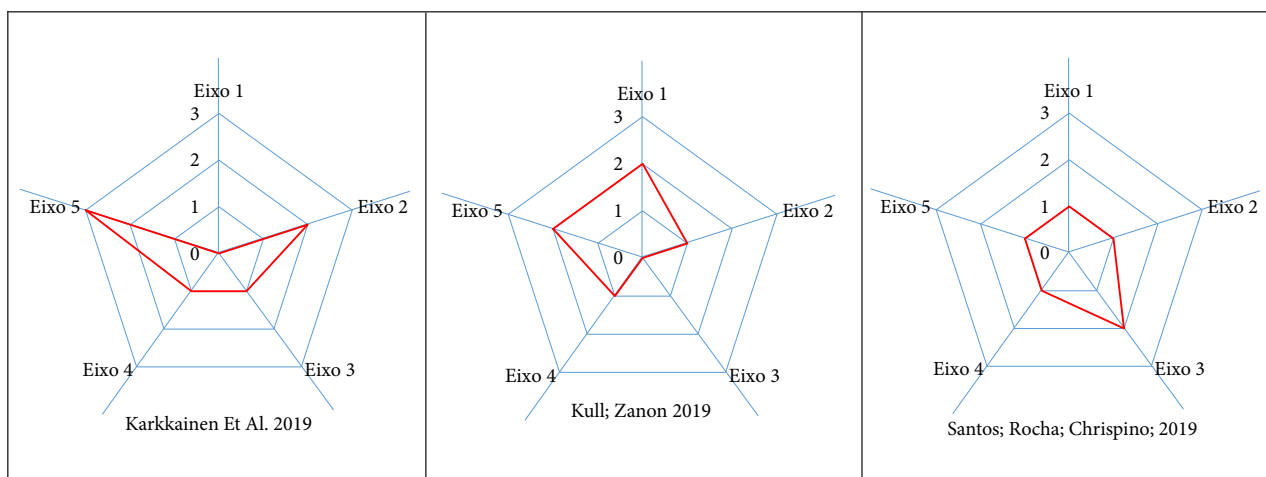 Eixo 1
3
2
1
0
Eixo 5
Eixo 2
Eixo 4
Eixo 3
Karkkainen Et Al. 2019
Eixo 1
3
2
1
0
Eixo 5
Eixo 2
Eixo 4
Eixo 3
Kull; Zanon 2019
Eixo 1
3
2
1
0
Eixo 5
Eixo 2
Eixo 4
Eixo 3
Santos; Rocha; Chrispino; 2019